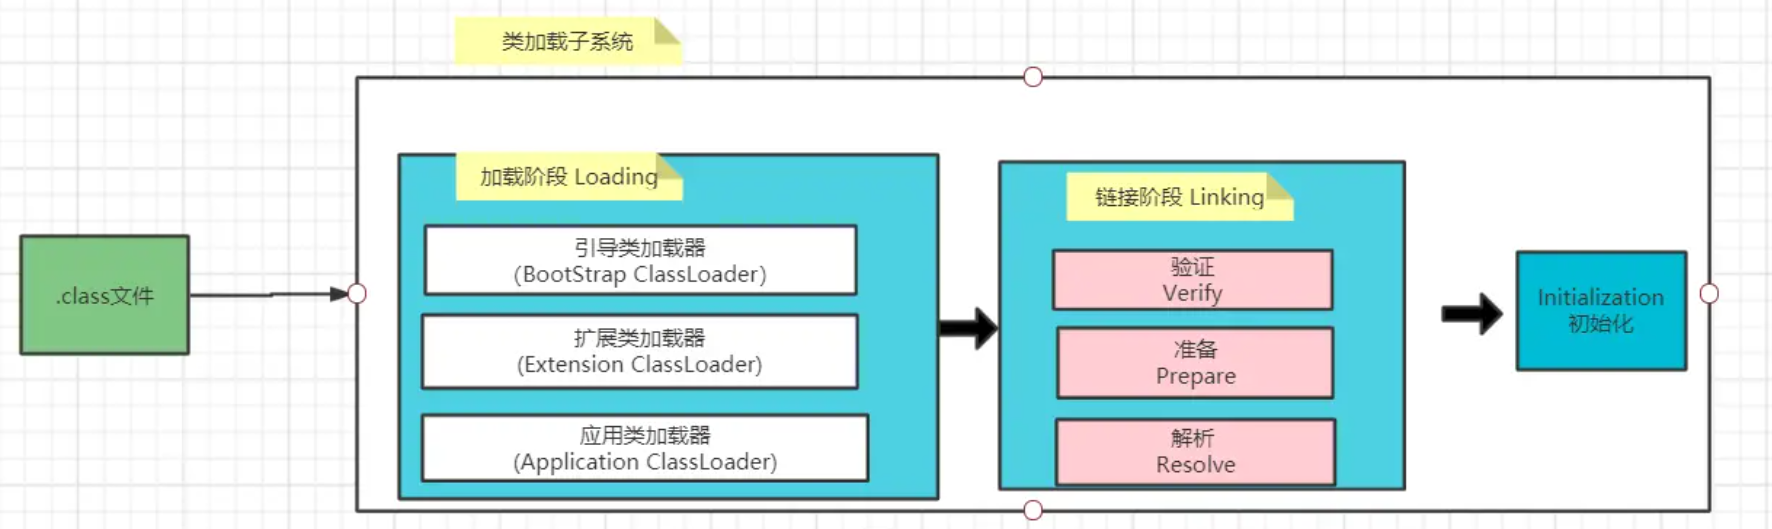 类加载子系统
.class文件
加载阶段 Loading
引导类加载器
(BootStrap ClassLoader)
扩展类加载器
(Extension ClassLoader)
应用类加载器
(Application ClassLoader)
链接阶段 Linking
验证
Verify
准备
Prepare
解析
Resolve
Initialization
初始化